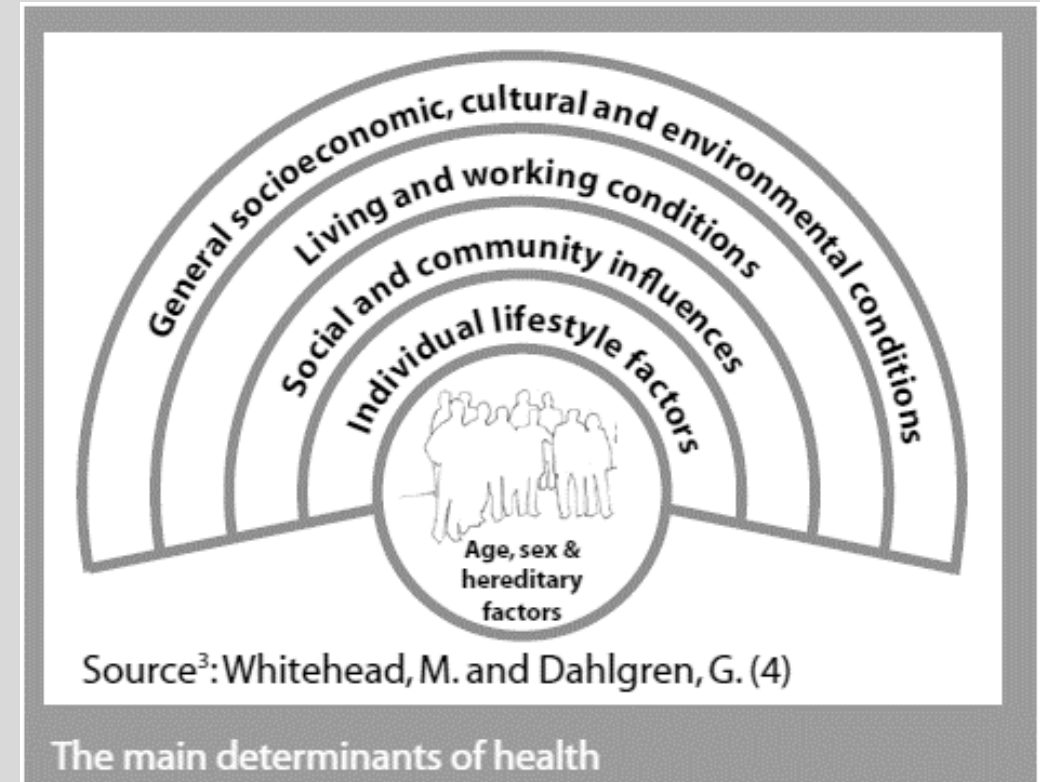 General socioeconomic, cultural and environmental conditions
Living and working conditions
Social and community influences
Individual lifestyle factors
Age, sex &
hereditary
factors
Source³: Whitehead, M. and Dahlgren, G. (4)
The main determinants of health